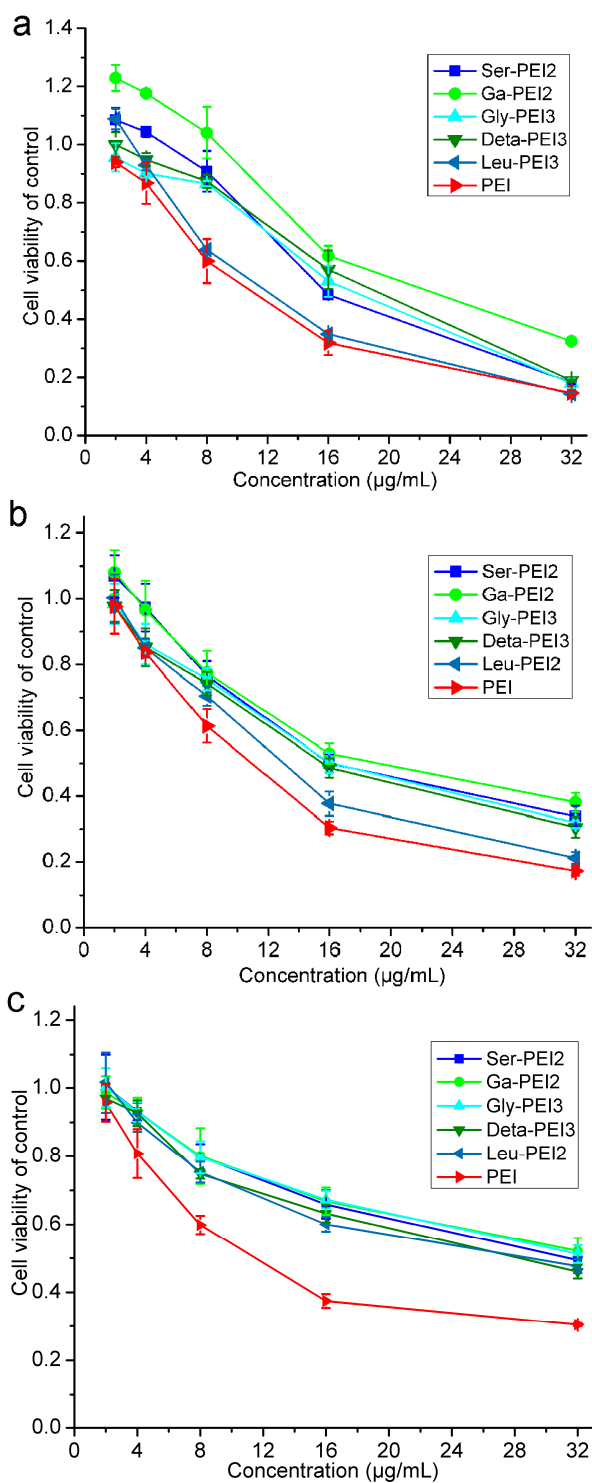 a
1.4
1.2
1.0
0.8
0.6
0.4
0.2
0.0
Cell viability of control
Ser-PEI2
Ga-PEI2
Gly-PEI3
Deta-PEI3
Leu-PEI3
PEI
0 4 8 12 16 20 24 28 32
Concentration (µg/mL)
b
1.2
1.0
0.8
0.6
0.4
0.2
0.0
Cell viability of control
Ser-PEI2
Ga-PEI2
Gly-PEI3
Deta-PEI3
Leu-PEI2
PEI
0 4 8 12 16 20 24 28 32
Concentration (µg/mL)
c
1.2
1.0
0.8
0.6
0.4
0.2
0.0
Cell viability of control
Ser-PEI2
Ga-PEI2
Gly-PEI3
Deta-PEI3
Leu-PEI2
PEI
0 4 8 12 16 20 24 28 32
Concentration (µg/mL)